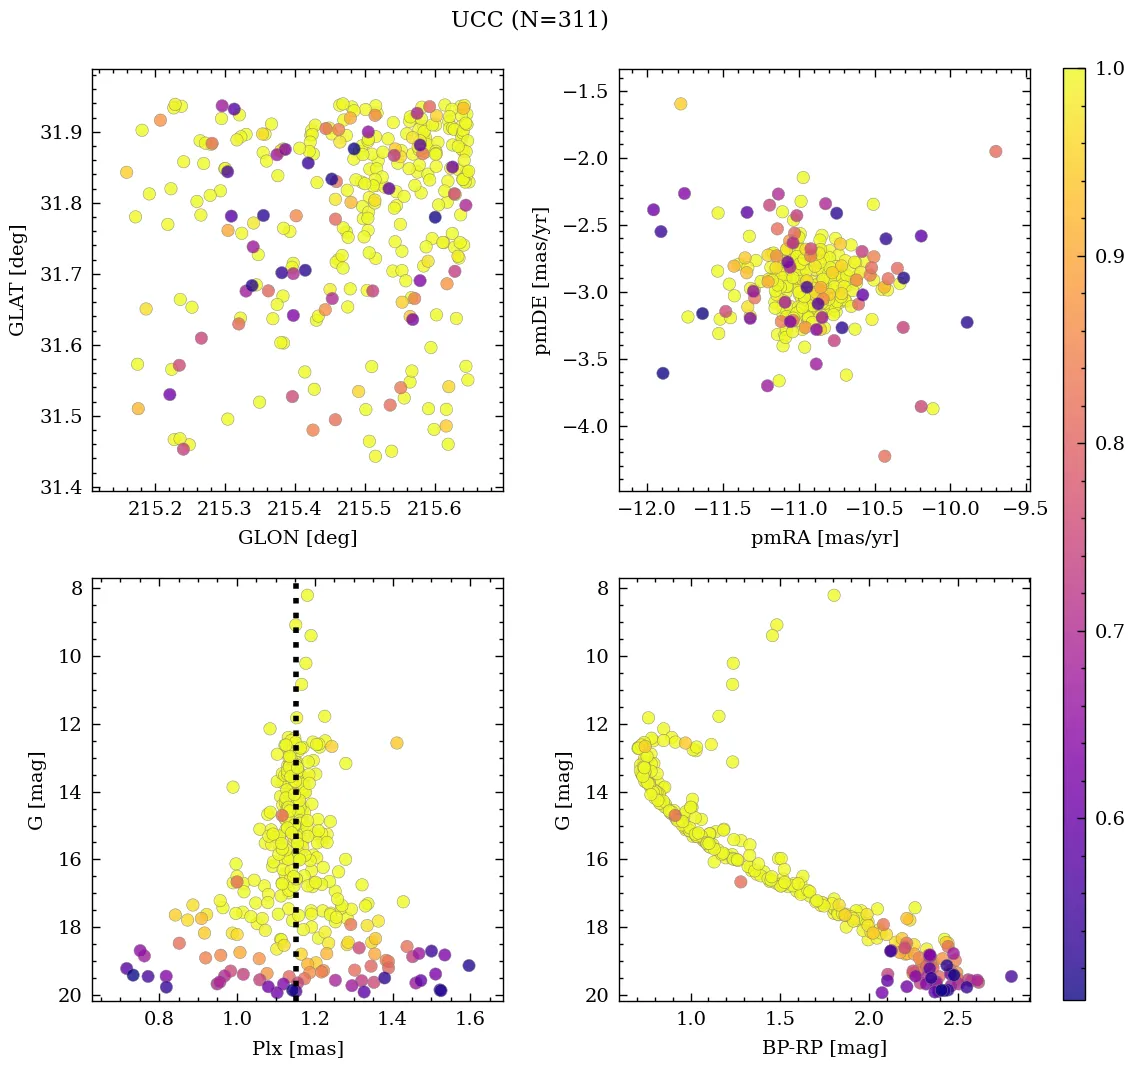 UCC (N=311)
31.9
31.8
31.7
31.6
31.5
31.4
GLAT [deg]
215.2 215.3 215.4 215.5 215.6
GLON [deg]
−1.5
−2.0
−2.5
−3.0
−3.5
−4.0
pmDE [mas/yr]
−12.0 −11.5 −11.0 −10.5 −10.0 −9.5
pmRA [mas/yr]
8
10
12
14
16
18
20
G [mag]
0.8 1.0 1.2 1.4 1.6
Plx [mas]
8
10
12
14
16
18
20
G [mag]
1.0 1.5 2.0 2.5
BP-RP [mag]
1.0
0.9
0.8
0.7
0.6